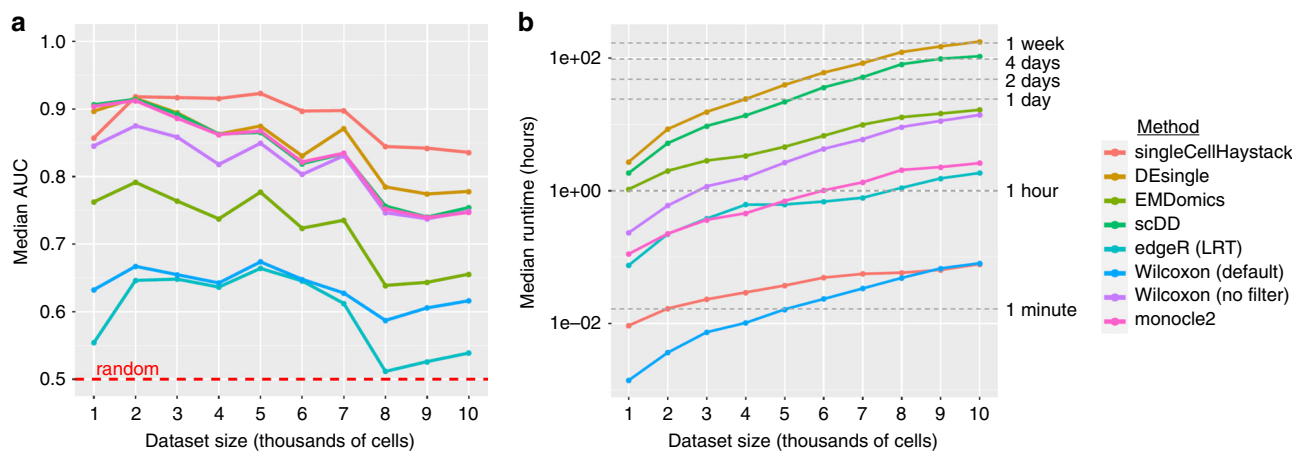 a
1.0
0.9
0.8
0.7
0.6
0.5
Median AUC
random
1 2 3 4 5 6 7 8 9 10
Dataset size (thousands of cells)
b
1e+02
1e+00
1e−02
Median runtime (hours)
1 week
4 days
2 days
1 day
1 hour
1 minute
1 2 3 4 5 6 7 8 9 10
Dataset size (thousands of cells)
Method
singleCellHaystack
DEsingle
EMDomics
scDD
edgeR (LRT)
Wilcoxon (default)
Wilcoxon (no filter)
monocle2